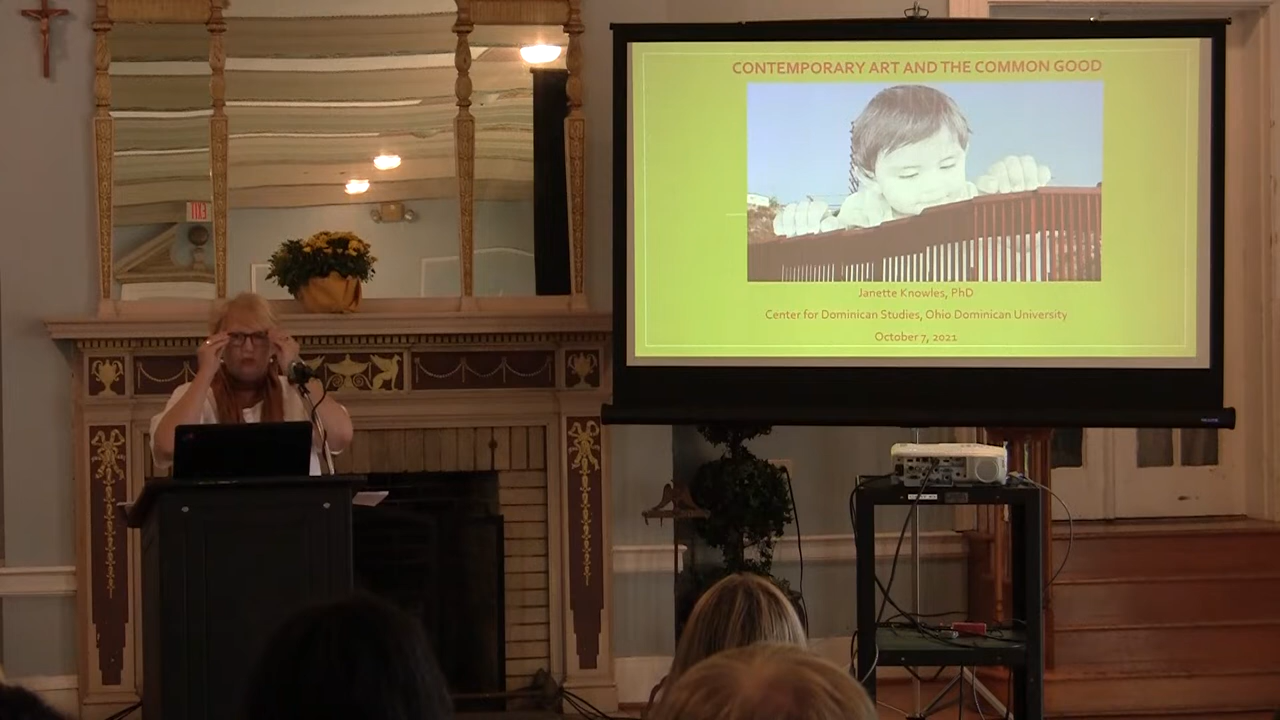 CONTEMPORARY ART AND THE COMMON GOOD
Janette Knowles, PhD
Center for Dominican Studies, Ohio Dominican University
October 7, 2021